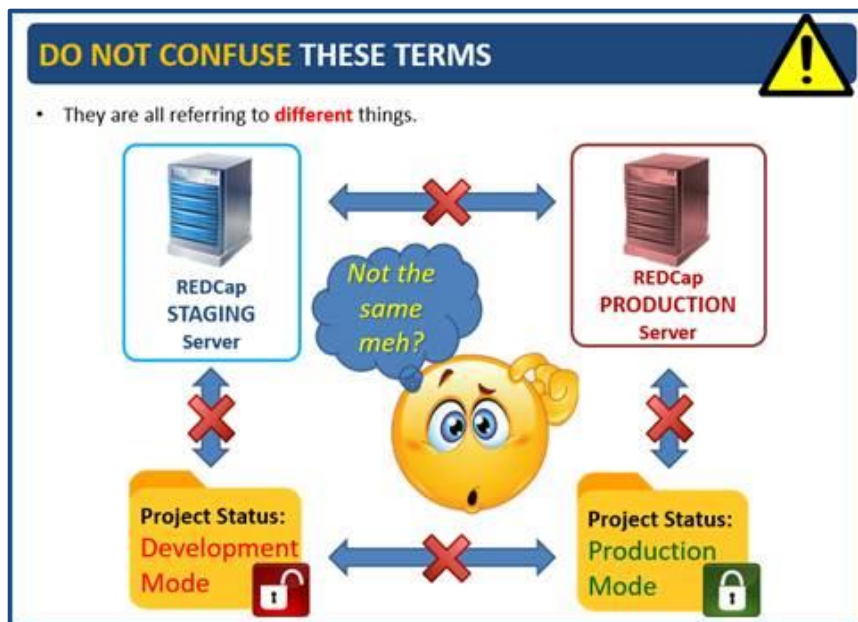 DO NOT CONFUSE THESE TERMS
• They are all referring to different things.
REDCap
STAGING
Server
Not the
same
meh?
REDCap
PRODUCTION
Server
Project Status:
Development
Mode
Project Status:
Production
Mode